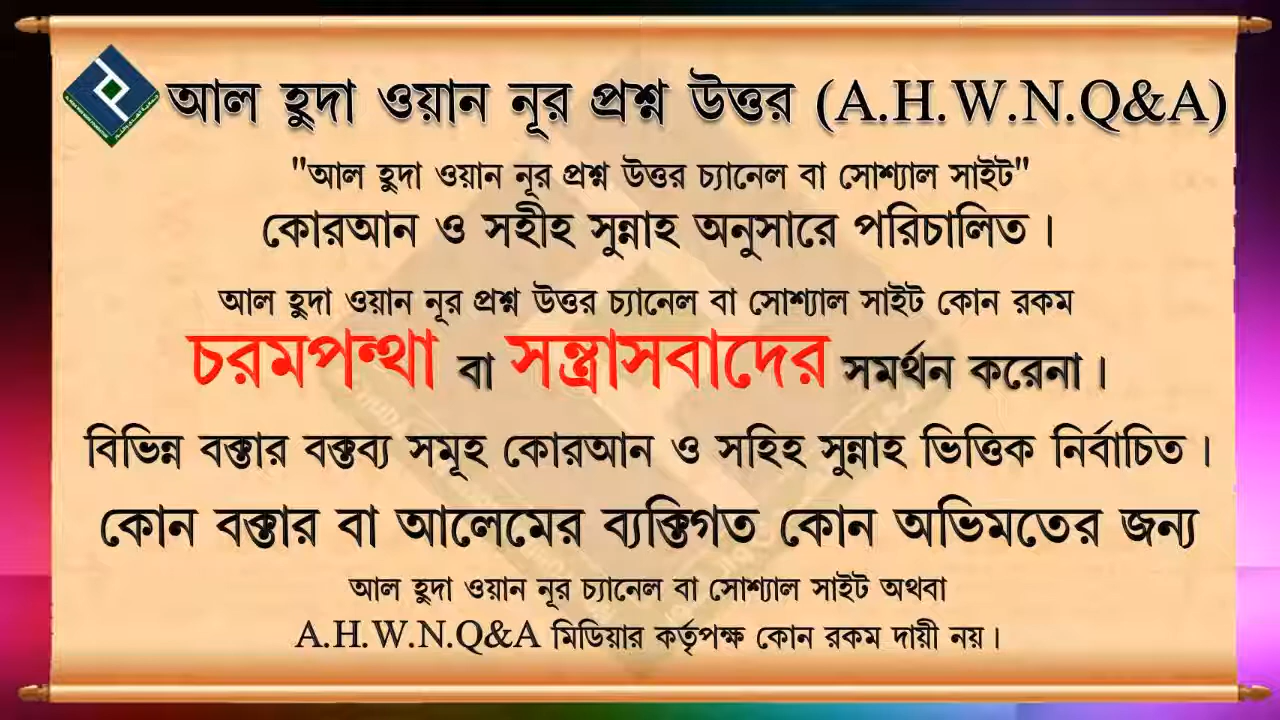 আল হুদা ওয়ান নূর প্রশ্ন উত্তর (A.H.W.N.Q&A)
"আল হুদা ওয়ান নূর প্রশ্ন উত্তর চ্যানেল বা সোশ্যাল সাইট"
কোরআন ও সহীহ সুন্নাহ অনুসারে পরিচালিত।
আল হুদা ওয়ান নূর প্রশ্ন উত্তর চ্যানেল বা সোশ্যাল সাইট কোন রকম
চরমপন্থা বা সন্ত্রাসবাদের সমর্থন করেনা।
বিভিন্ন বক্তার বক্তব্য সমূহ কোরআন ও সহিহ সুন্নাহ ভিত্তিক নির্বাচিত।
কোন বক্তার বা আলেমের ব্যক্তিগত কোন অভিমতের জন্য
আল হুদা ওয়ান নূর চ্যানেল বা সোশ্যাল সাইট অথবা
A.H.W.N.Q&A মিডিয়ার কর্তৃপক্ষ কোন রকম দায়ী নয়।